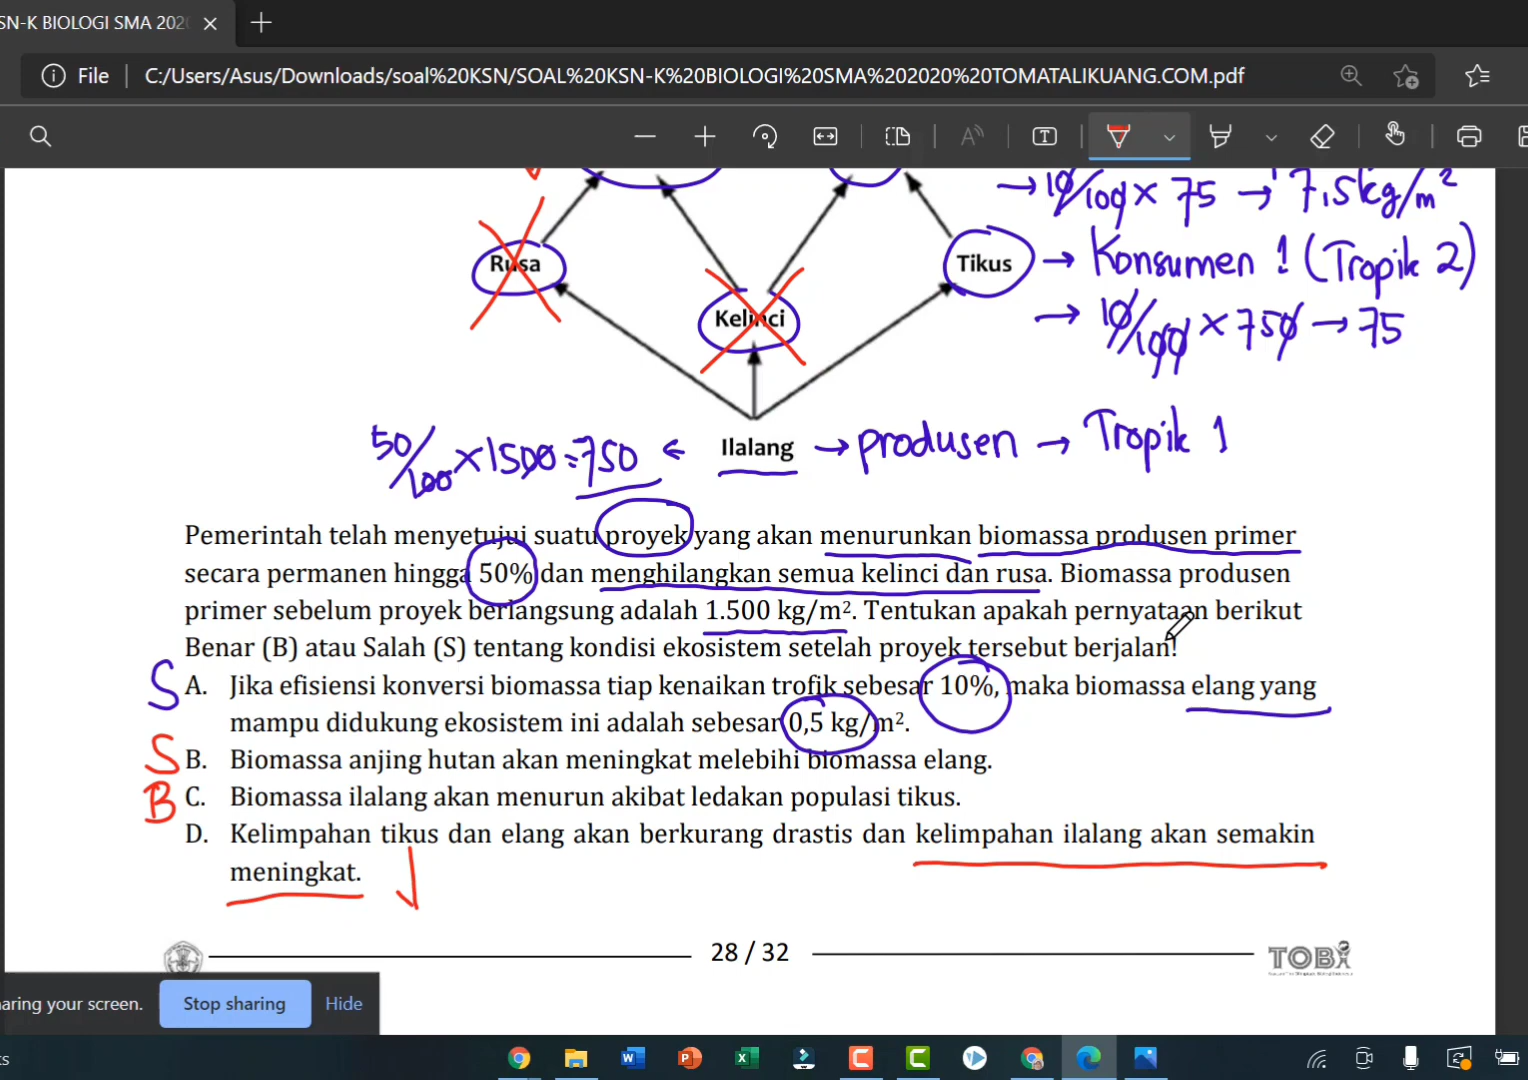 SN-K BIOLOGI SMA 202
File
C:/Users/Asus/Downloads/soal%20KSN/SOAL%20KSN-K%20BIOLOGI%20SMA%202020%20TOMATALIKUANG.COM.pdf
→ 10/100 × 75 → 7,5 kg/m²
Rusa
Tikus → Konsumen 1 (Tropik 2)
Kelinci
→ 10/100 × 750 → 75
50/100 × 1500 = 750 ← Ilalang → produsen → Tropik 1
Pemerintah telah menyetujui suatu proyek yang akan menurunkan biomassa produsen primer
secara permanen hingga 50% dan menghilangkan semua kelinci dan rusa. Biomassa produsen
primer sebelum proyek berlangsung adalah 1.500 kg/m². Tentukan apakah pernyataan berikut
Benar (B) atau Salah (S) tentang kondisi ekosistem setelah proyek tersebut berjalan!
S A. Jika efisiensi konversi biomassa tiap kenaikan trofik sebesar 10%, maka biomassa elang yang
mampu didukung ekosistem ini adalah sebesar 0,5 kg/m².
S B. Biomassa anjing hutan akan meningkat melebihi biomassa elang.
B C. Biomassa ilalang akan menurun akibat ledakan populasi tikus.
D. Kelimpahan tikus dan elang akan berkurang drastis dan kelimpahan ilalang akan semakin
meningkat.
28 / 32
TOBI
aring your screen.
Stop sharing
Hide